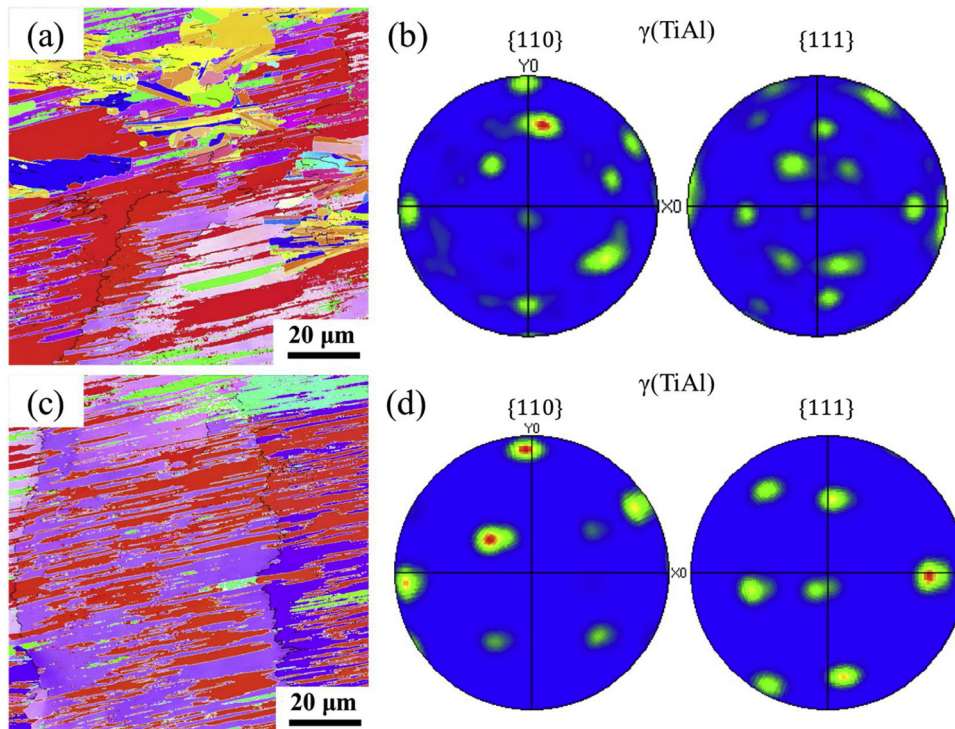 (a)
20 μm
(b)
γ(TiAl)
{110}
{111}
Y0
X0
(c)
20 μm
(d)
γ(TiAl)
{110}
{111}
Y0
X0